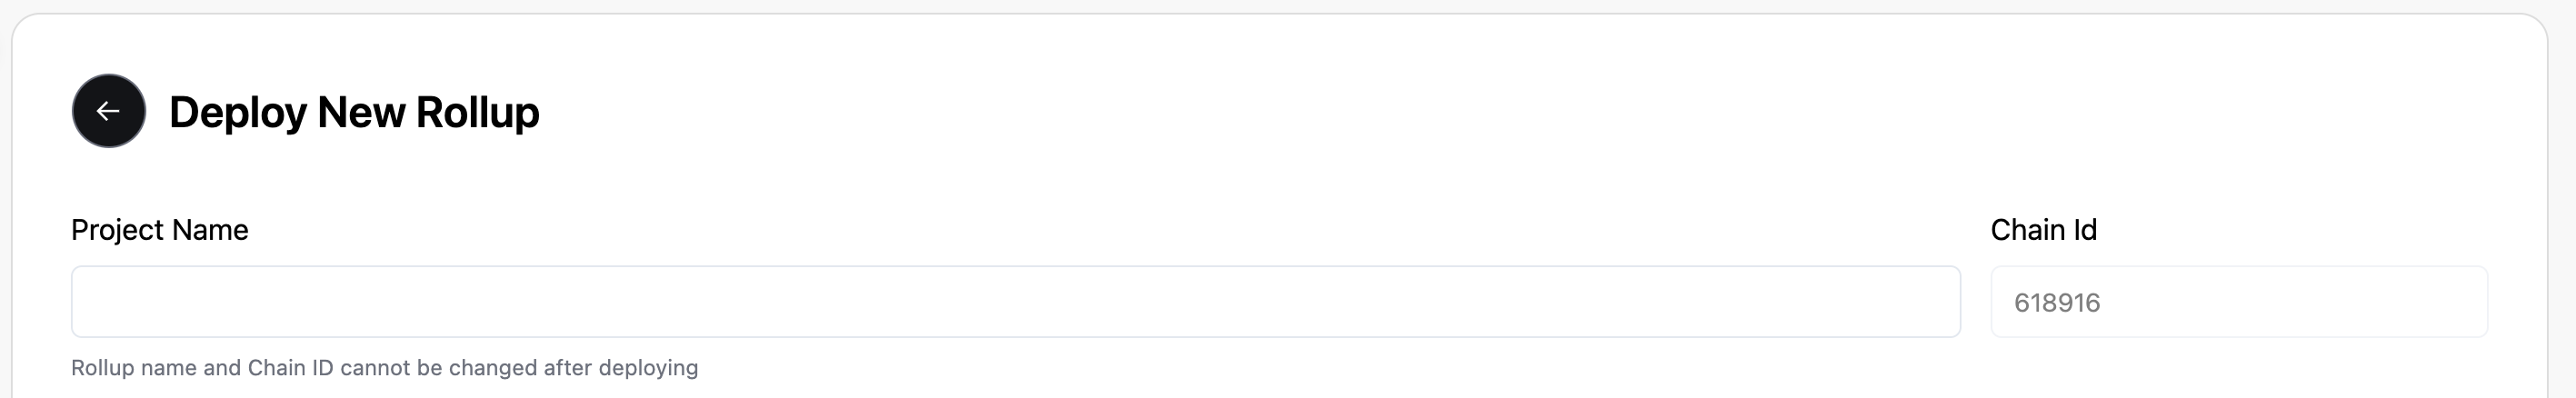 Deploy New Rollup
Project Name
Chain Id
618916
Rollup name and Chain ID cannot be changed after deploying